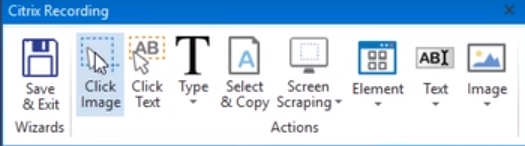 Citrix Recording
Save & Exit
Click Image
AB
Click Text
T
Type
A
Select & Copy
Screen Scraping
Element
ABI
Text
Image
Wizards
Actions